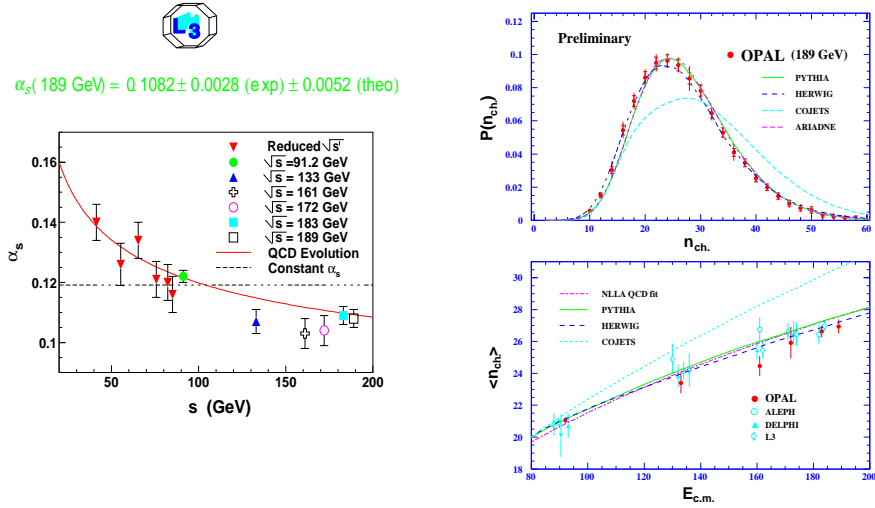 L3
αs(189 GeV) = 0.1082 ± 0.0028 (exp) ± 0.0052 (theo)
0.16
0.14
0.12
0.1
αs
50
100
150
200
s (GeV)
Reduced √s'
√s =91.2 GeV
√s = 133 GeV
√s = 161 GeV
√s = 172 GeV
√s = 183 GeV
√s = 189 GeV
QCD Evolution
Constant αs
P(nch.)
0.12
0.1
0.08
0.06
0.04
0.02
0
0
10
20
30
40
50
60
nch.
Preliminary
OPAL (189 GeV)
PYTHIA
HERWIG
COJETS
ARIADNE
<nch.>
30
28
26
24
22
20
18
80
100
120
140
160
180
200
Ec.m.
NLLA QCD fit
PYTHIA
HERWIG
COJETS
OPAL
ALEPH
DELPHI
L3